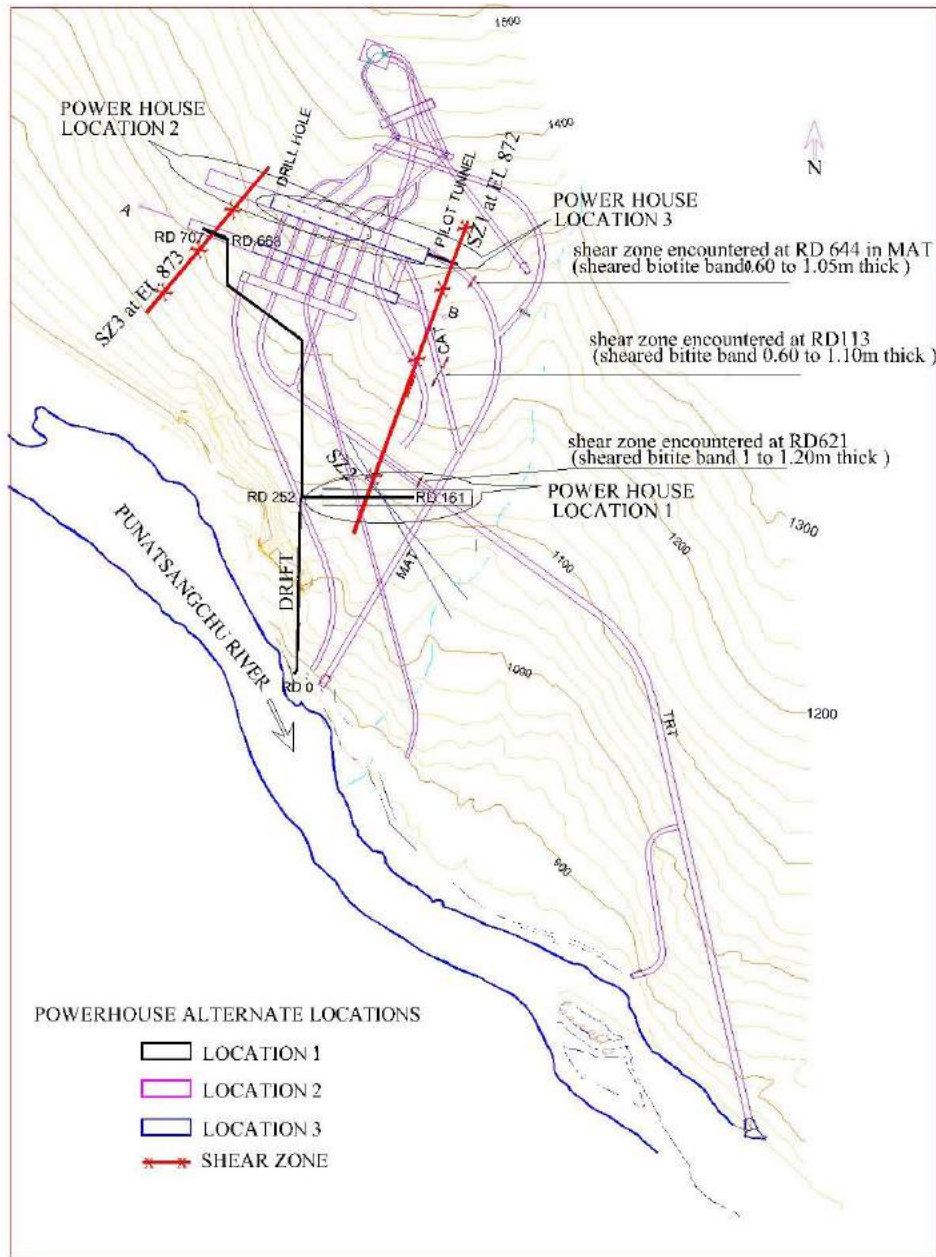 1500
POWER HOUSE
LOCATION 2
1400
DRILL HOLE
PILOT TUNNEL
SZ1 at EL 872
N
A
POWER HOUSE
LOCATION 3
RD 707
RD 668
shear zone encountered at RD 644 in MAT
(sheared biotite band0.60 to 1.05m thick )
SZ3 at EL 873
B
CAT
shear zone encountered at RD113
(sheared bitite band 0.60 to 1.10m thick )
SZ2
shear zone encountered at RD621
(sheared bitite band 1 to 1.20m thick )
RD 252
RD 161
POWER HOUSE
LOCATION 1
1300
1200
1100
MAT
DRIFT
PUNATSANGCHU RIVER
1000
RD 0
1200
TRT
900
POWERHOUSE ALTERNATE LOCATIONS
LOCATION 1
LOCATION 2
LOCATION 3
SHEAR ZONE